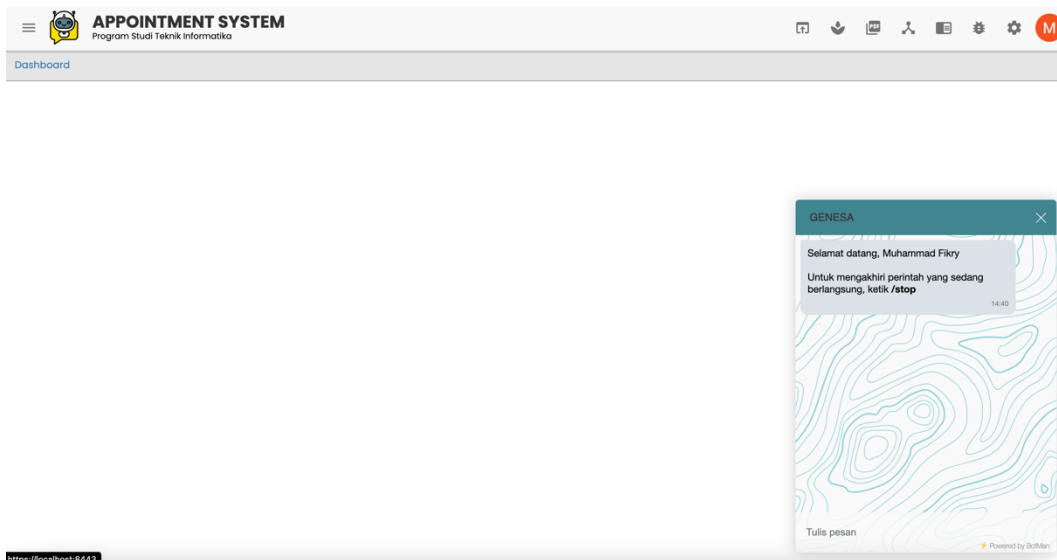 APPOINTMENT SYSTEM
Program Studi Teknik Informatika
PDF
M
Dashboard
GENESA
Selamat datang, Muhammad Fikry
Untuk mengakhiri perintah yang sedang
berlangsung, ketik /stop
14:40
Tulis pesan
⚡ Powered by BotMan
https://localhost:8443